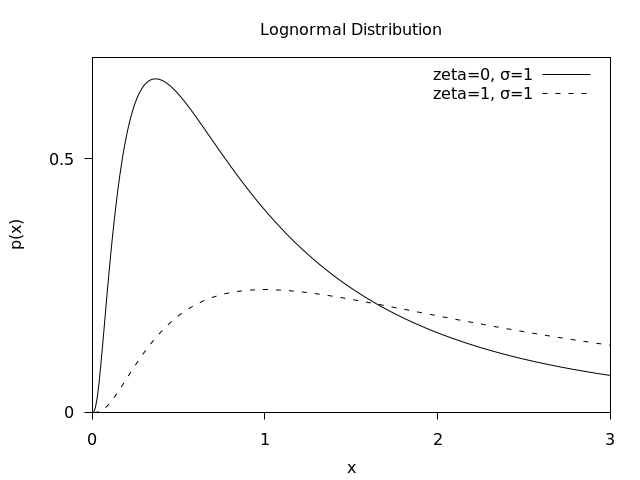 Lognormal Distribution
zeta=0, σ=1
zeta=1, σ=1
0.5
p(x)
0
0 1 2 3
x